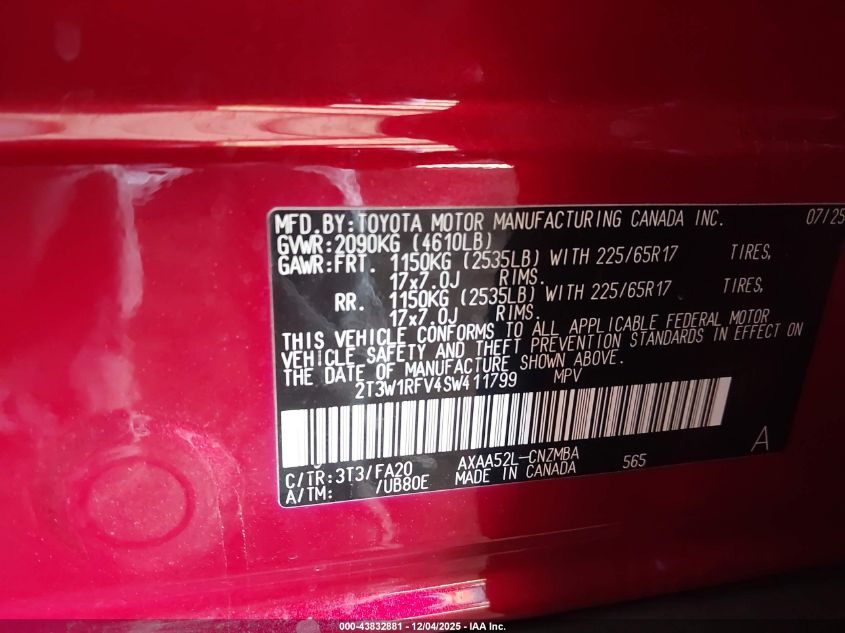 MFD.BY:TOYOTA MOTOR MANUFACTURING CANADA INC. 07/25
GVWR:2090KG (4610LB)
GAWR:FRT. 1150KG (2535LB) WITH 225/65R17 TIRES,
17x7.0J RIMS.
RR. 1150KG (2535LB) WITH 225/65R17 TIRES,
17x7.0J RIMS.
THIS VEHICLE CONFORMS TO ALL APPLICABLE FEDERAL MOTOR
VEHICLE SAFETY AND THEFT PREVENTION STANDARDS IN EFFECT ON
THE DATE OF MANUFACTURE SHOWN ABOVE.
2T3W1RFV4SW411799 MPV
C/TR:3T3/FA20 AXAA52L-CNZMBA 565 A
A/TM: /UB80E MADE IN CANADA
000-43832881 - 12/04/2025 - IAA Inc.